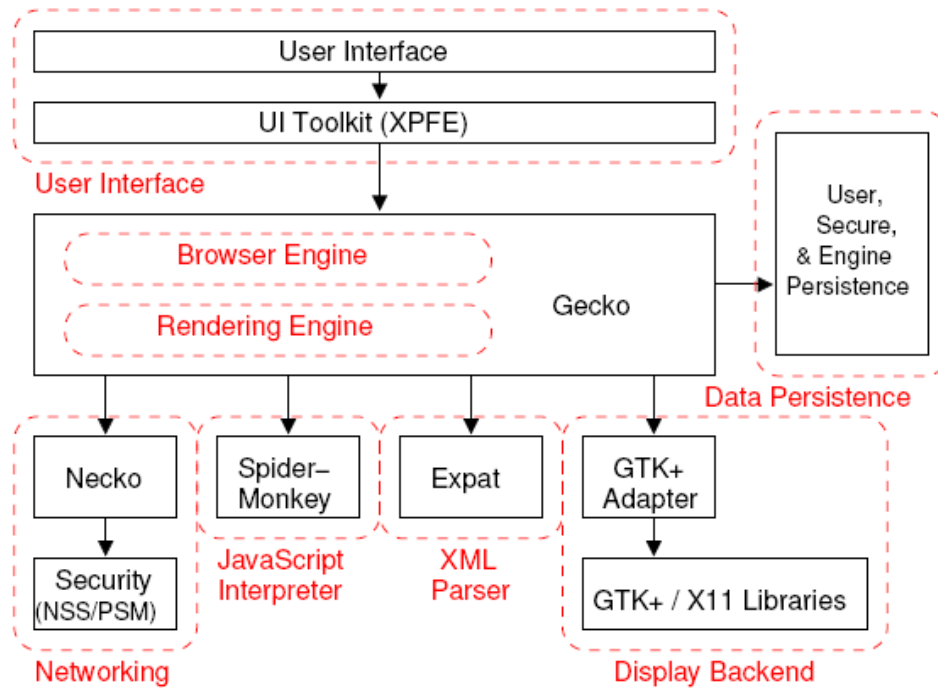 User Interface
UI Toolkit (XPFE)
User Interface
User,
Secure,
& Engine
Persistence
Data Persistence
Browser Engine
Rendering Engine
Gecko
Necko
Security
(NSS/PSM)
Networking
Spider–
Monkey
JavaScript
Interpreter
Expat
XML
Parser
GTK+
Adapter
GTK+ / X11 Libraries
Display Backend